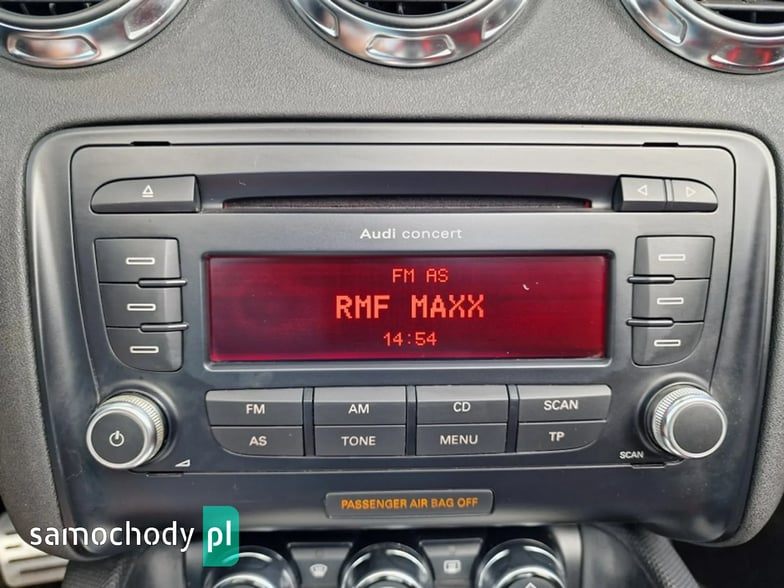 Audi concert
FM AS
RMF MAXX
14:54
FM AM CD SCAN
AS TONE MENU TP
SCAN
PASSENGER AIR BAG OFF
samochody pl